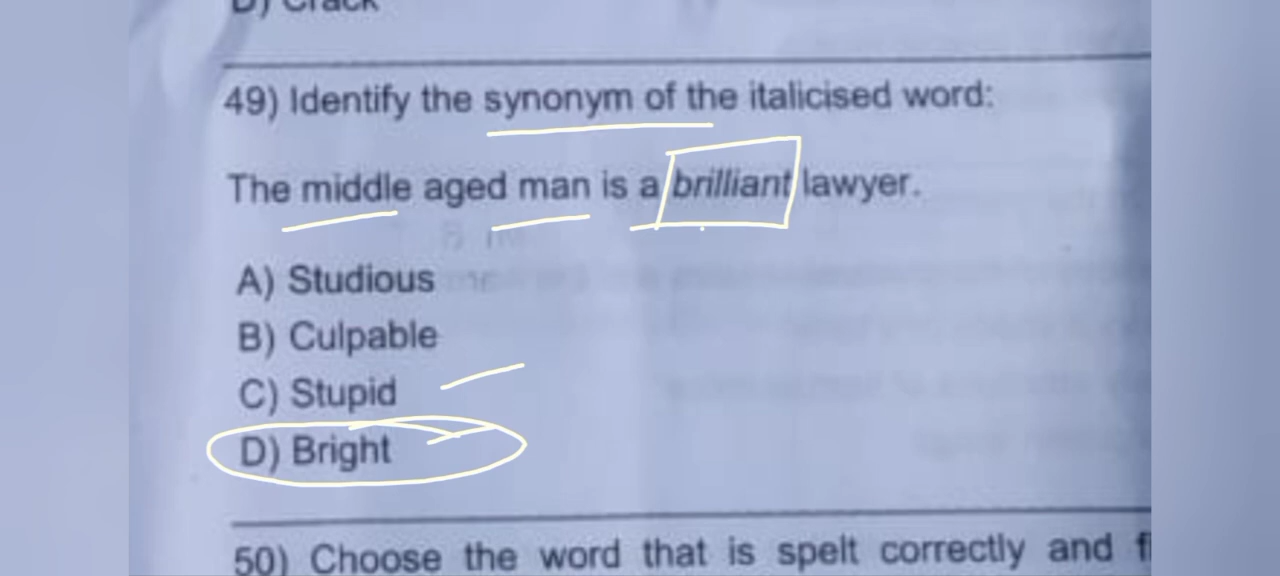 D) Crack
49) Identify the synonym of the italicised word:
The middle aged man is a brilliant lawyer.
A) Studious
B) Culpable
C) Stupid
D) Bright
50) Choose the word that is spelt correctly and